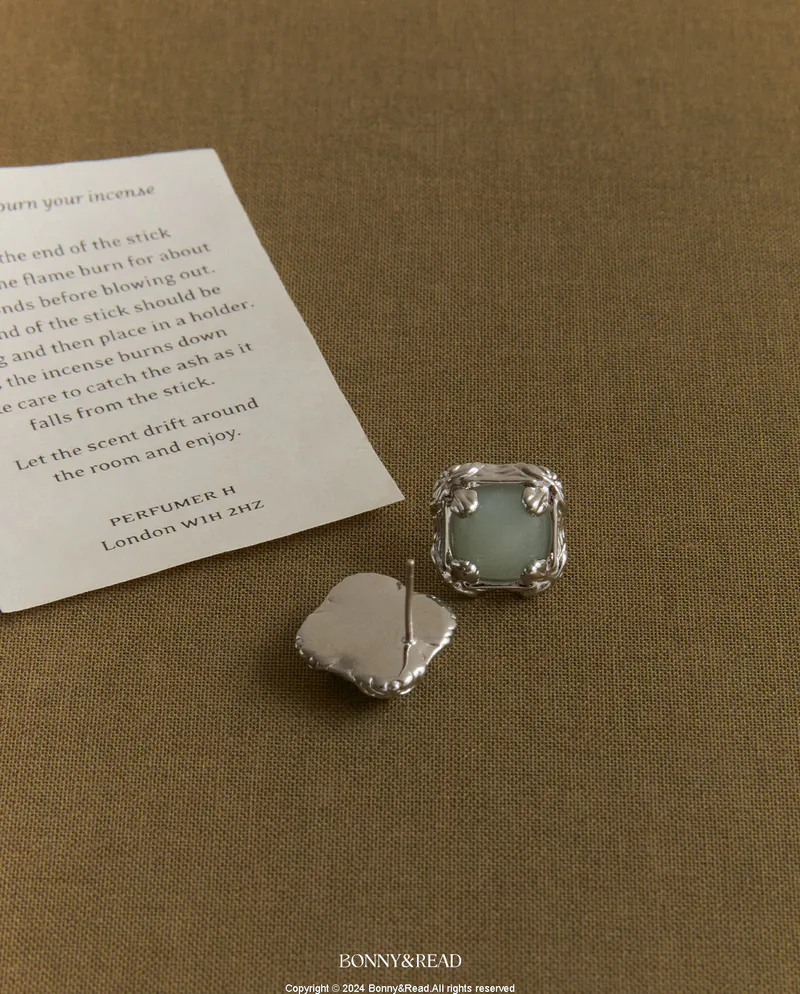 burn your incense
the end of the stick
flame burn for about
before blowing out.
of the stick should be
and then place in a holder.
the incense burns down
care to catch the ash as it
falls from the stick.
Let the scent drift around
the room and enjoy.
PERFUMER H
London W1H 2HZ
BONNY&READ
Copyright © 2024 Bonny&Read.All rights reserved